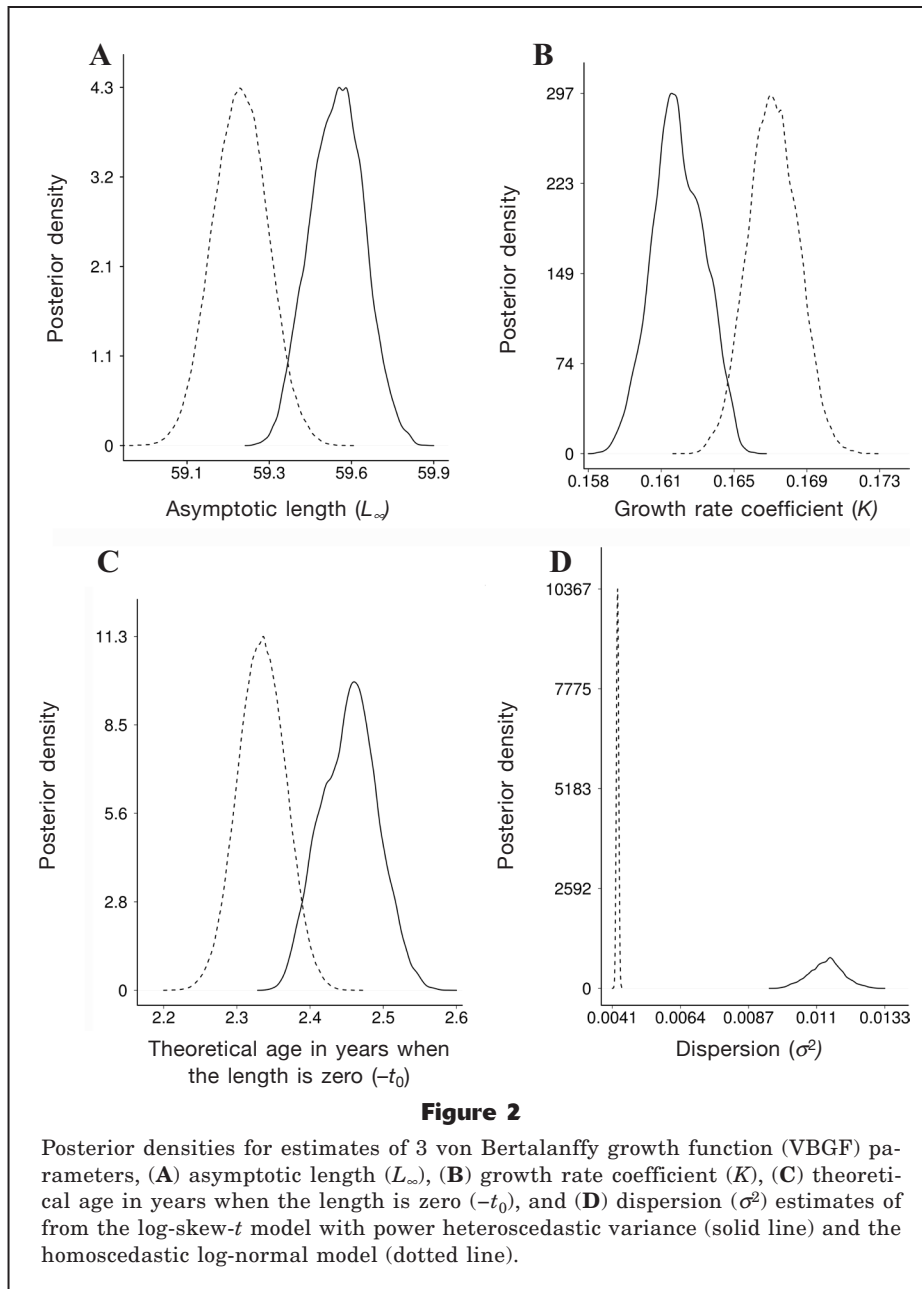 A
B
4.3
3.2
2.1
1.1
0
Posterior density
59.1 59.3 59.6 59.9
Asymptotic length (L∞)
297
223
149
74
0
Posterior density
0.158 0.161 0.165 0.169 0.173
Growth rate coefficient (K)
C
D
11.3
8.5
5.6
2.8
0
Posterior density
2.2 2.3 2.4 2.5 2.6
Theoretical age in years when
the length is zero (–t0)
10367
7775
5183
2592
0
Posterior density
0.0041 0.0064 0.0087 0.011 0.0133
Dispersion (σ2)
Figure 2
Posterior densities for estimates of 3 von Bertalanffy growth function (VBGF) pa-
rameters, (A) asymptotic length (L∞), (B) growth rate coefficient (K), (C) theoreti-
cal age in years when the length is zero (–t0), and (D) dispersion (σ2) estimates of
from the log-skew-t model with power heteroscedastic variance (solid line) and the
homoscedastic log-normal model (dotted line).